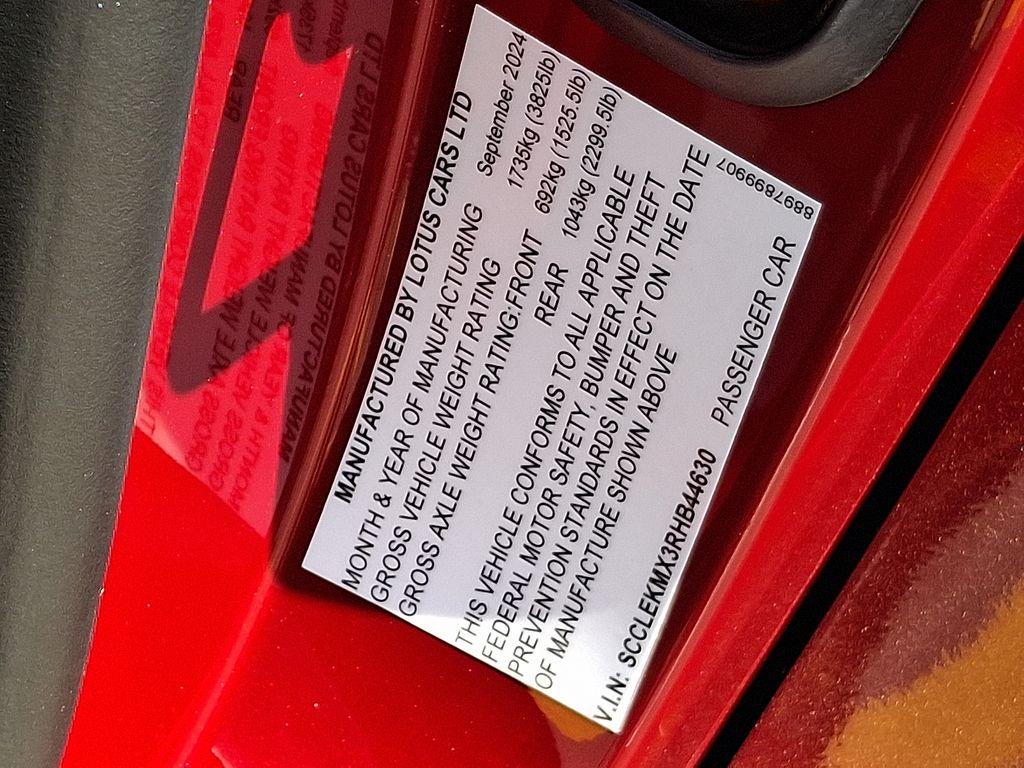 MANUFACTURED BY LOTUS CARS LTD
MONTH & YEAR OF MANUFACTURING September 2024
GROSS VEHICLE WEIGHT RATING 1735kg (3825lb)
GROSS AXLE WEIGHT RATING:FRONT 692kg (1525.5lb)
REAR 1043kg (2299.5lb)
THIS VEHICLE CONFORMS TO ALL APPLICABLE
FEDERAL MOTOR SAFETY, BUMPER AND THEFT
PREVENTION STANDARDS IN EFFECT ON THE DATE
OF MANUFACTURE SHOWN ABOVE
V.I.N: SCCLEKMX3RHB44630 PASSENGER CAR
8897899907